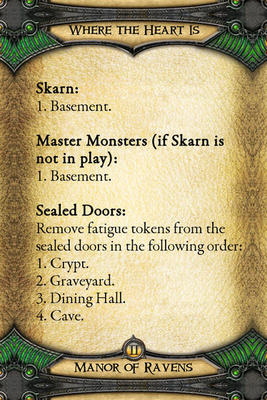 Where the Heart Is
Skarn:
1. Basement.
Master Monsters (if Skarn is
not in play):
1. Basement.
Sealed Doors:
Remove fatigue tokens from the
sealed doors in the following order:
1. Crypt.
2. Graveyard.
3. Dining Hall.
4. Cave.
II
Manor of Ravens